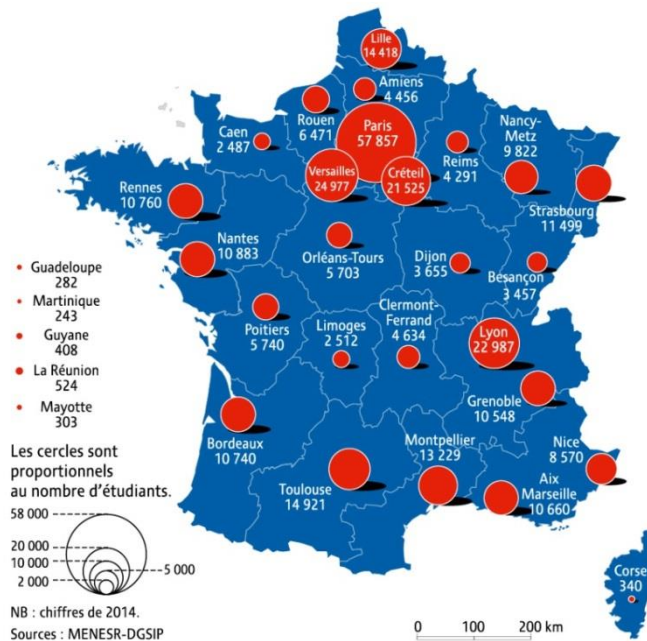 Lille
14 418
Amiens
4 456
Rouen
6 471
Caen
2 487
Paris
57 857
Reims
4 291
Nancy-
Metz
9 822
Versailles
24 977
Créteil
21 525
Strasbourg
11 499
Rennes
10 760
Nantes
10 883
Orléans-Tours
5 703
Dijon
3 655
Besançon
3 457
Guadeloupe
282
Martinique
243
Guyane
408
La Réunion
524
Mayotte
303
Poitiers
5 740
Limoges
2 512
Clermont-
Ferrand
4 634
Lyon
22 987
Grenoble
10 548
Bordeaux
10 740
Toulouse
14 921
Montpellier
13 229
Nice
8 570
Aix
Marseille
10 660
Corse
340
Les cercles sont
proportionnels
au nombre d'étudiants.
58 000
20 000
10 000
5 000
2 000
NB : chiffres de 2014.
Sources : MENESR-DGSIP
0 100 200 km